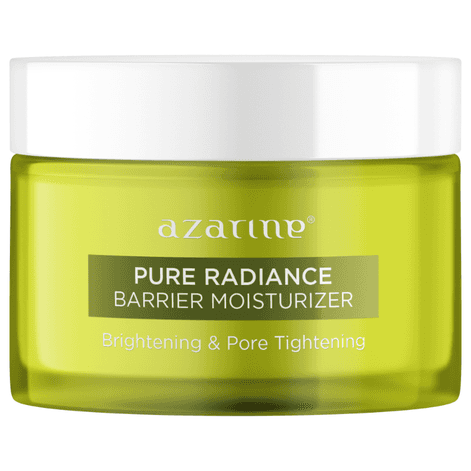 azarine®
PURE RADIANCE
BARRIER MOISTURIZER
Brightening & Pore Tightening